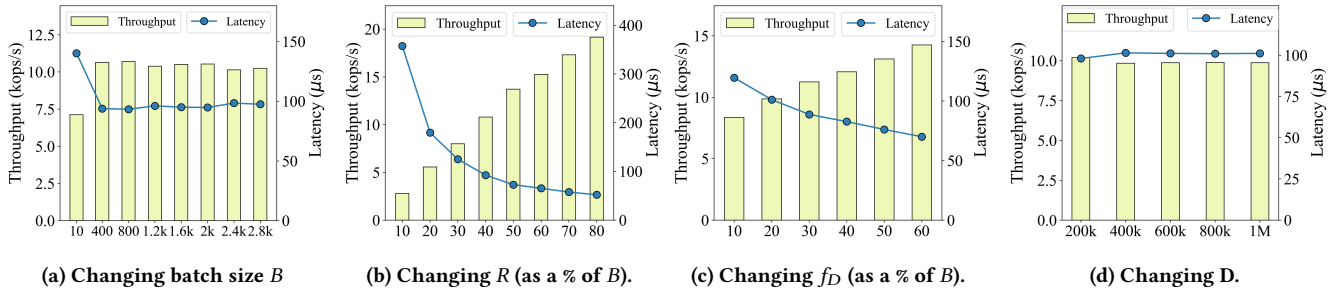 Throughput Latency
Throughput (kops/s)
12.5
10.0
7.5
5.0
2.5
0.0
150
100
50
0
Latency (μs)
10 400 800 1.2k 1.6k 2k 2.4k 2.8k
(a) Changing batch size B
Throughput Latency
Throughput (kops/s)
20
15
10
5
0
400
300
200
100
0
Latency (μs)
10 20 30 40 50 60 70 80
(b) Changing R (as a % of B).
Throughput Latency
Throughput (kops/s)
15
10
5
0
150
100
50
0
Latency (μs)
10 20 30 40 50 60
(c) Changing f_D (as a % of B).
Throughput Latency
Throughput (kops/s)
10.0
7.5
5.0
2.5
0.0
100
75
50
25
0
Latency (μs)
200k 400k 600k 800k 1M
(d) Changing D.